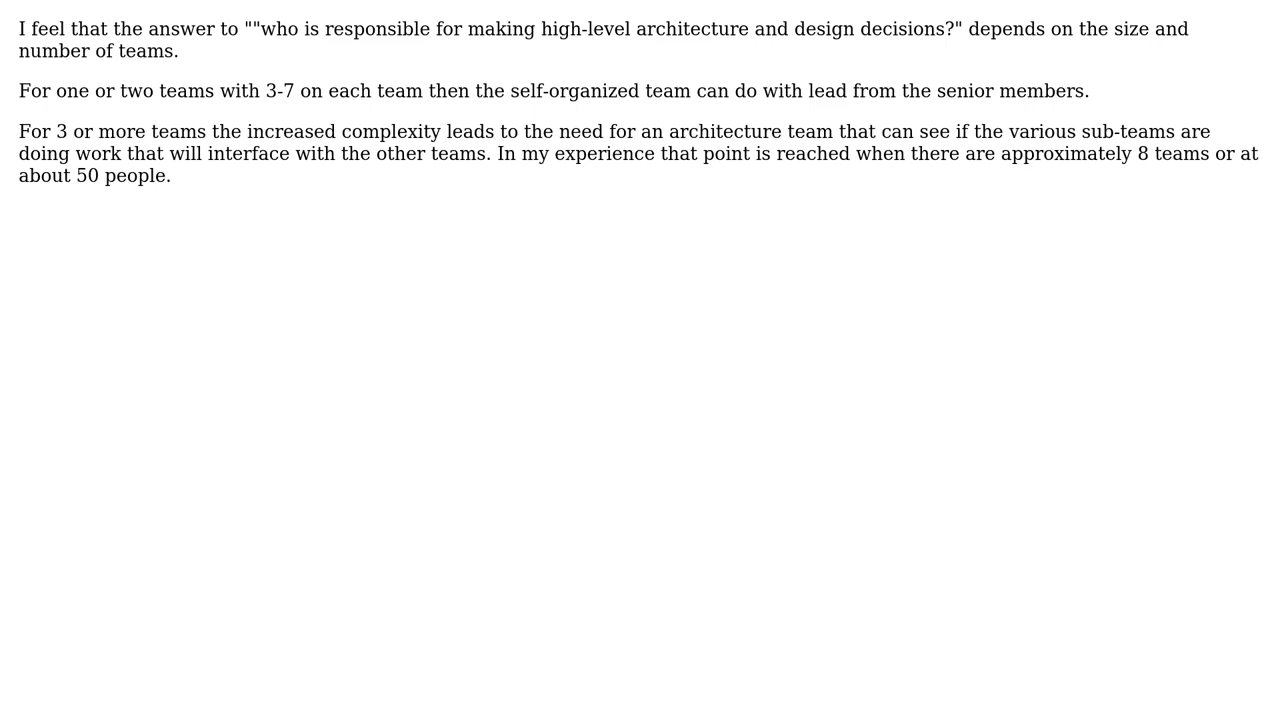 I feel that the answer to ""who is responsible for making high-level architecture and design decisions?" depends on the size and
number of teams.
For one or two teams with 3-7 on each team then the self-organized team can do with lead from the senior members.
For 3 or more teams the increased complexity leads to the need for an architecture team that can see if the various sub-teams are
doing work that will interface with the other teams. In my experience that point is reached when there are approximately 8 teams or at
about 50 people.